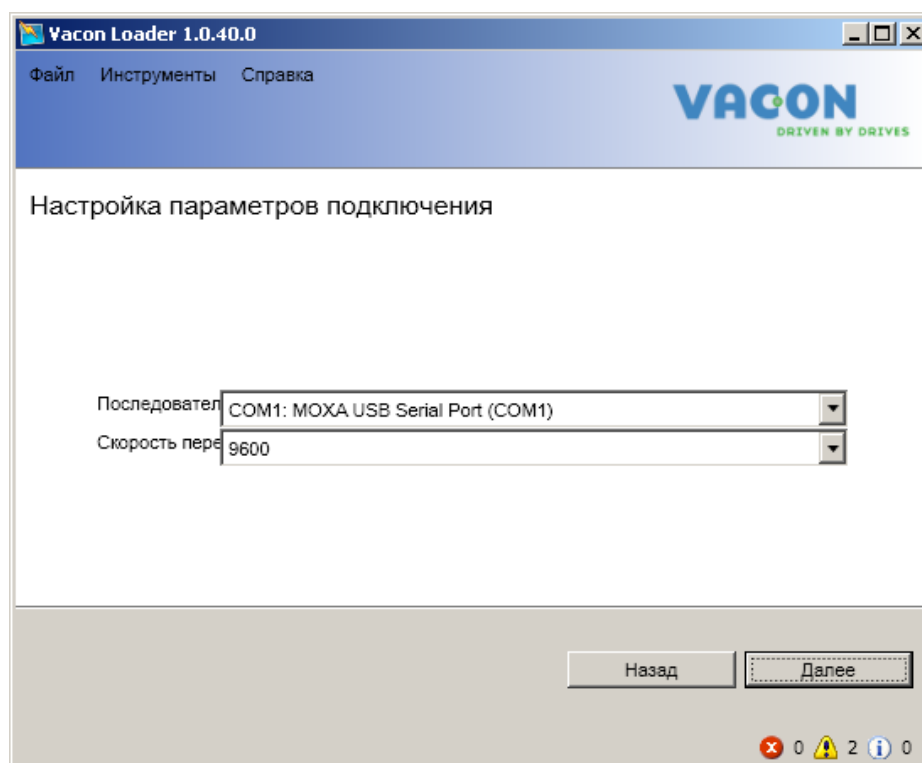 Vacon Loader 1.0.40.0
Файл Инструменты Справка
VACON
DRIVEN BY DRIVES
Настройка параметров подключения
Последовател COM1: MOXA USB Serial Port (COM1)
Скорость пере 9600
Назад Далее
0 2 0